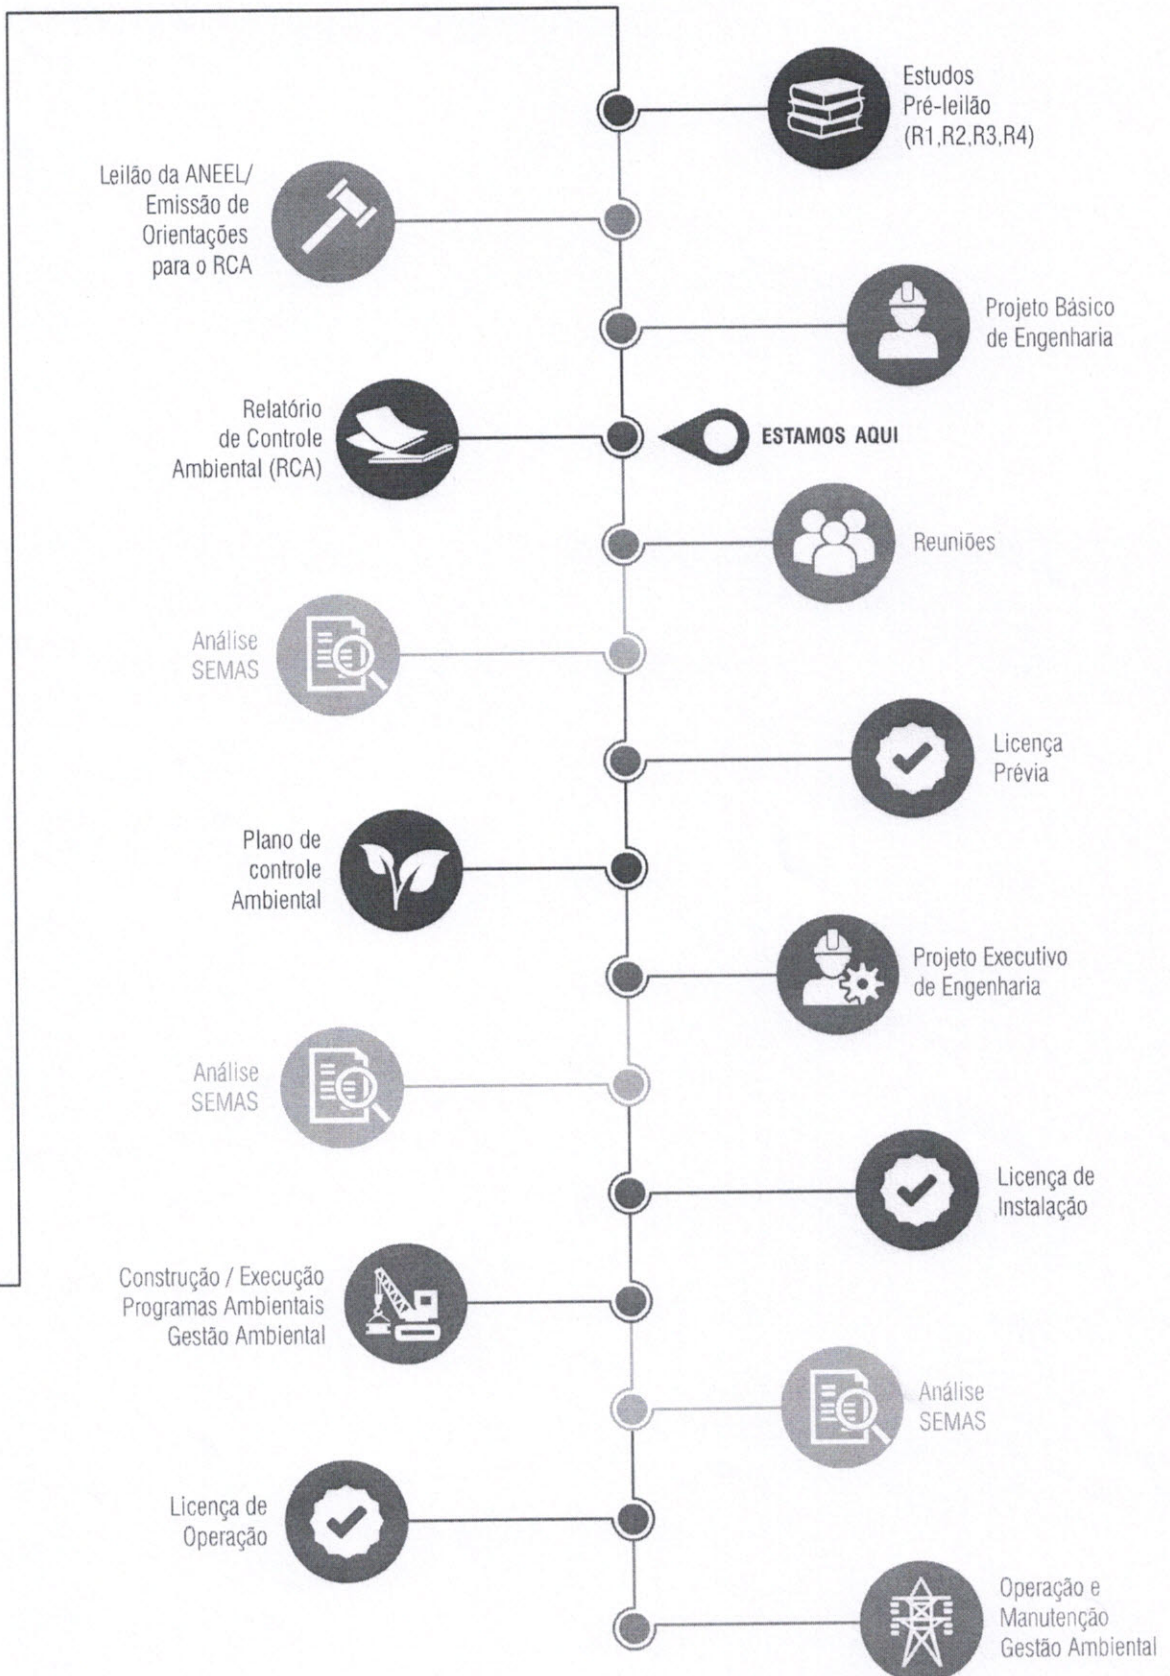 Estudos
Pré-leilão
(R1,R2,R3,R4)
Leilão da ANEEL/
Emissão de
Orientações
para o RCA
Projeto Básico
de Engenharia
Relatório
de Controle
Ambiental (RCA)
ESTAMOS AQUI
Reuniões
Análise
SEMAS
Licença
Prévia
Plano de
controle
Ambiental
Projeto Executivo
de Engenharia
Análise
SEMAS
Licença de
Instalação
Construção / Execução
Programas Ambientais
Gestão Ambiental
Análise
SEMAS
Licença de
Operação
Operação e
Manutenção
Gestão Ambiental